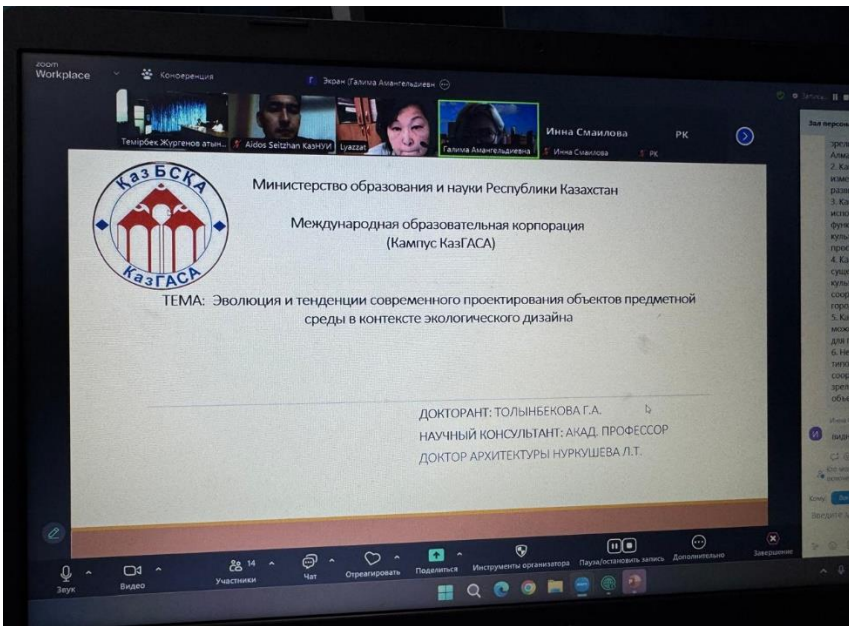 zoom
Workplace
Конференция
Экран (Галима Амангельдиевн
Темірбек Жүргенов атын...
Aidos Seitzhan КазНУИ
Lyazzat
Галима Амангельдиевна
Инна Смаилова
Инна Смаилова
РК
РК
ҚазБСҚА
КазГАСА
Министерство образования и науки Республики Казахстан
Международная образовательная корпорация
(Кампус КазГАСА)
ТЕМА: Эволюция и тенденции современного проектирования объектов предметной
среды в контексте экологического дизайна
ДОКТОРАНТ: ТОЛЫНБЕКОВА Г.А.
НАУЧНЫЙ КОНСУЛЬТАНТ: АКАД. ПРОФЕССОР
ДОКТОР АРХИТЕКТУРЫ НУРКУШЕВА Л.Т.
Звук
Видео
Участники
14
Чат
Отреагировать
Поделиться
Инструменты организатора
Пауза/остановить запись
Дополнительно
Завершение
Кому: